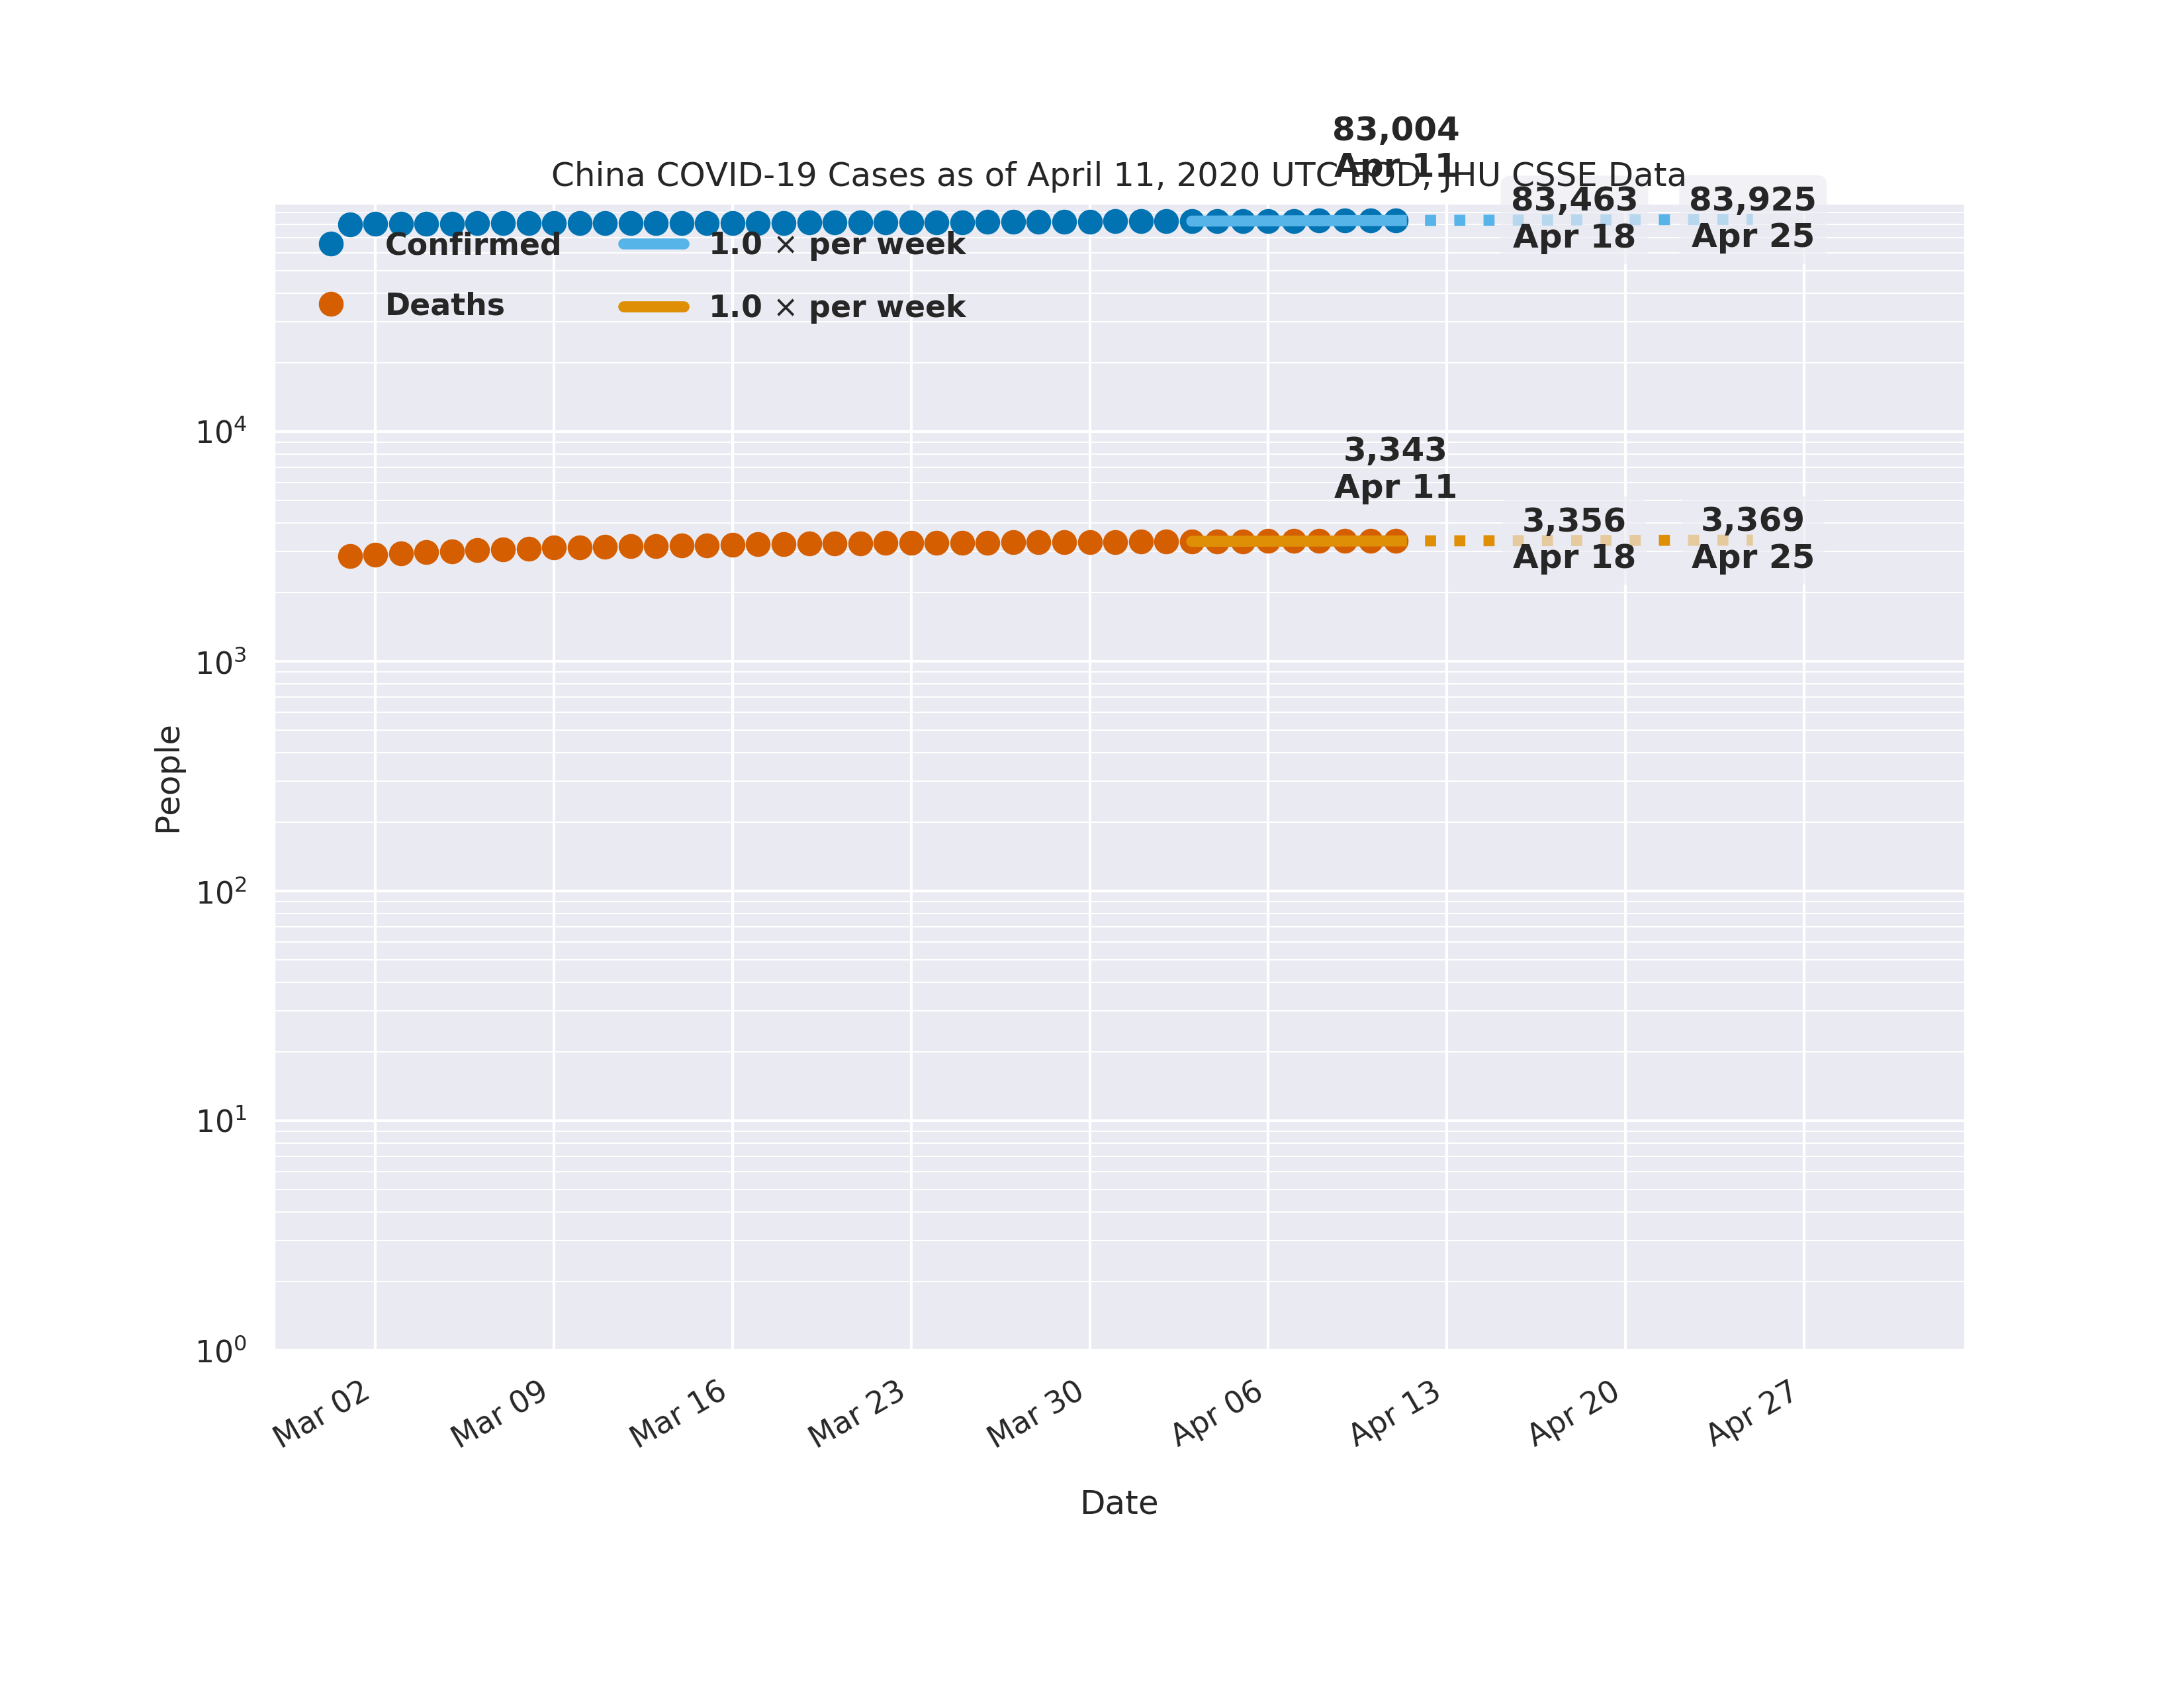 83,004
Apr 11
China COVID-19 Cases as of April 11, 2020 UTC EOD, JHU CSSE Data
83,463
Apr 18
83,925
Apr 25
Confirmed
1.0 × per week
Deaths
1.0 × per week
10⁴
3,343
Apr 11
3,356
Apr 18
3,369
Apr 25
10³
People
10²
10¹
10⁰
Mar 02
Mar 09
Mar 16
Mar 23
Mar 30
Apr 06
Apr 13
Apr 20
Apr 27
Date